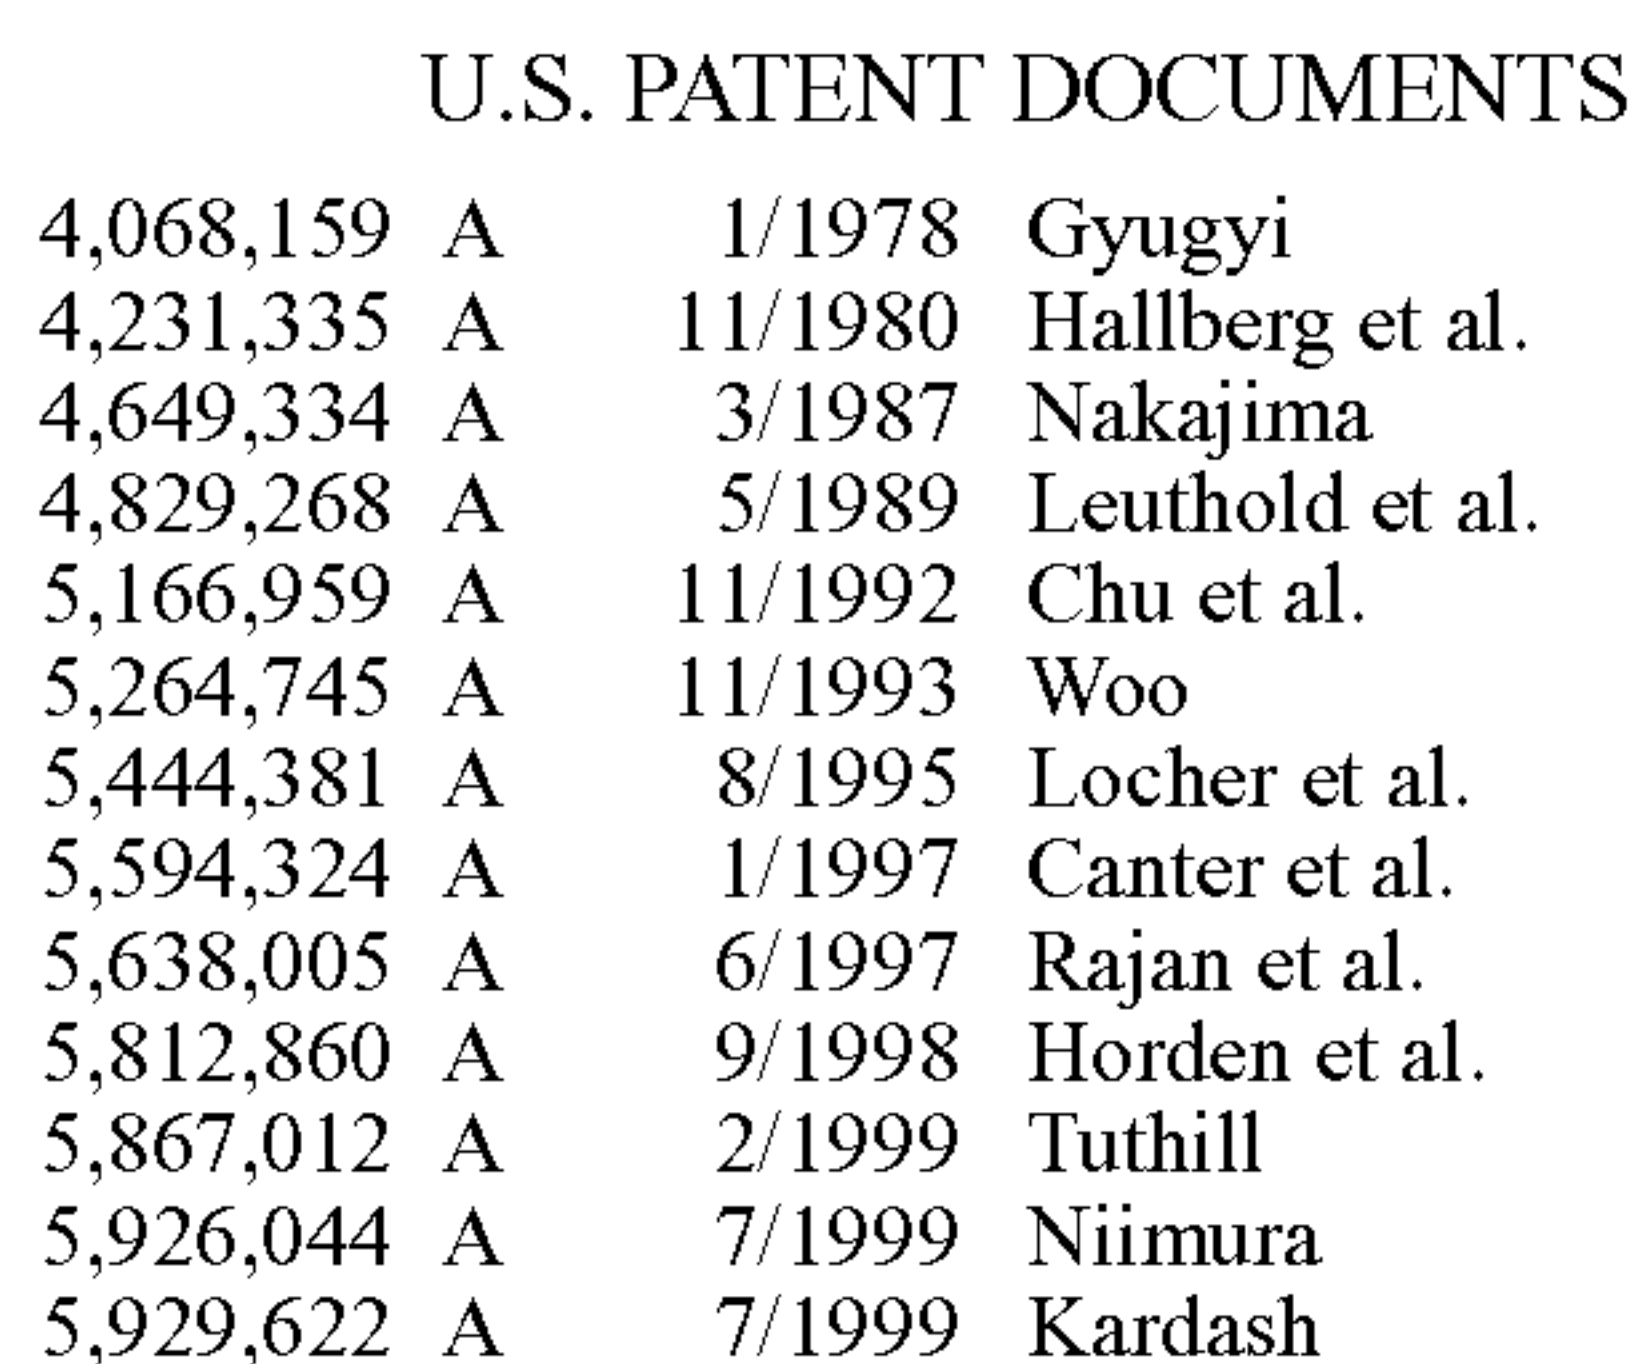 U.S. PATENT DOCUMENTS
4,068,159 A 1/1978 Gyugyi
4,231,335 A 11/1980 Hallberg et al.
4,649,334 A 3/1987 Nakajima
4,829,268 A 5/1989 Leuthold et al.
5,166,959 A 11/1992 Chu et al.
5,264,745 A 11/1993 Woo
5,444,381 A 8/1995 Locher et al.
5,594,324 A 1/1997 Canter et al.
5,638,005 A 6/1997 Rajan et al.
5,812,860 A 9/1998 Horden et al.
5,867,012 A 2/1999 Tuthill
5,926,044 A 7/1999 Niimura
5,929,622 A 7/1999 Kardash